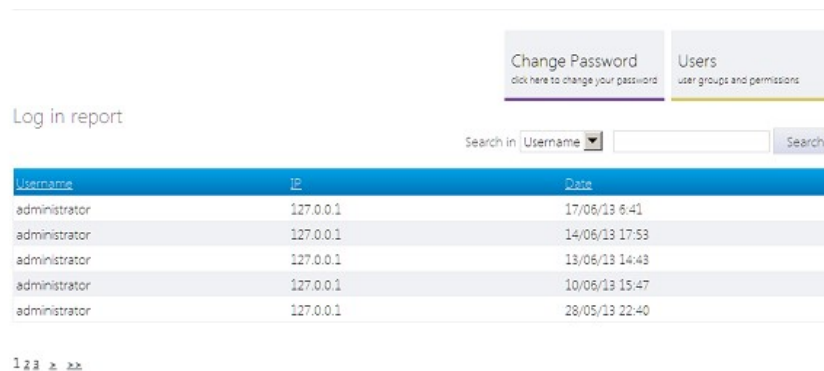 Change Password
click here to change your password
Users
user groups and permissions
Log in report
Search in Username Search
Username IP Date
administrator 127.0.0.1 17/06/13 6:41
administrator 127.0.0.1 14/06/13 17:53
administrator 127.0.0.1 13/06/13 14:43
administrator 127.0.0.1 10/06/13 15:47
administrator 127.0.0.1 28/05/13 22:40
1 2 3 > >>